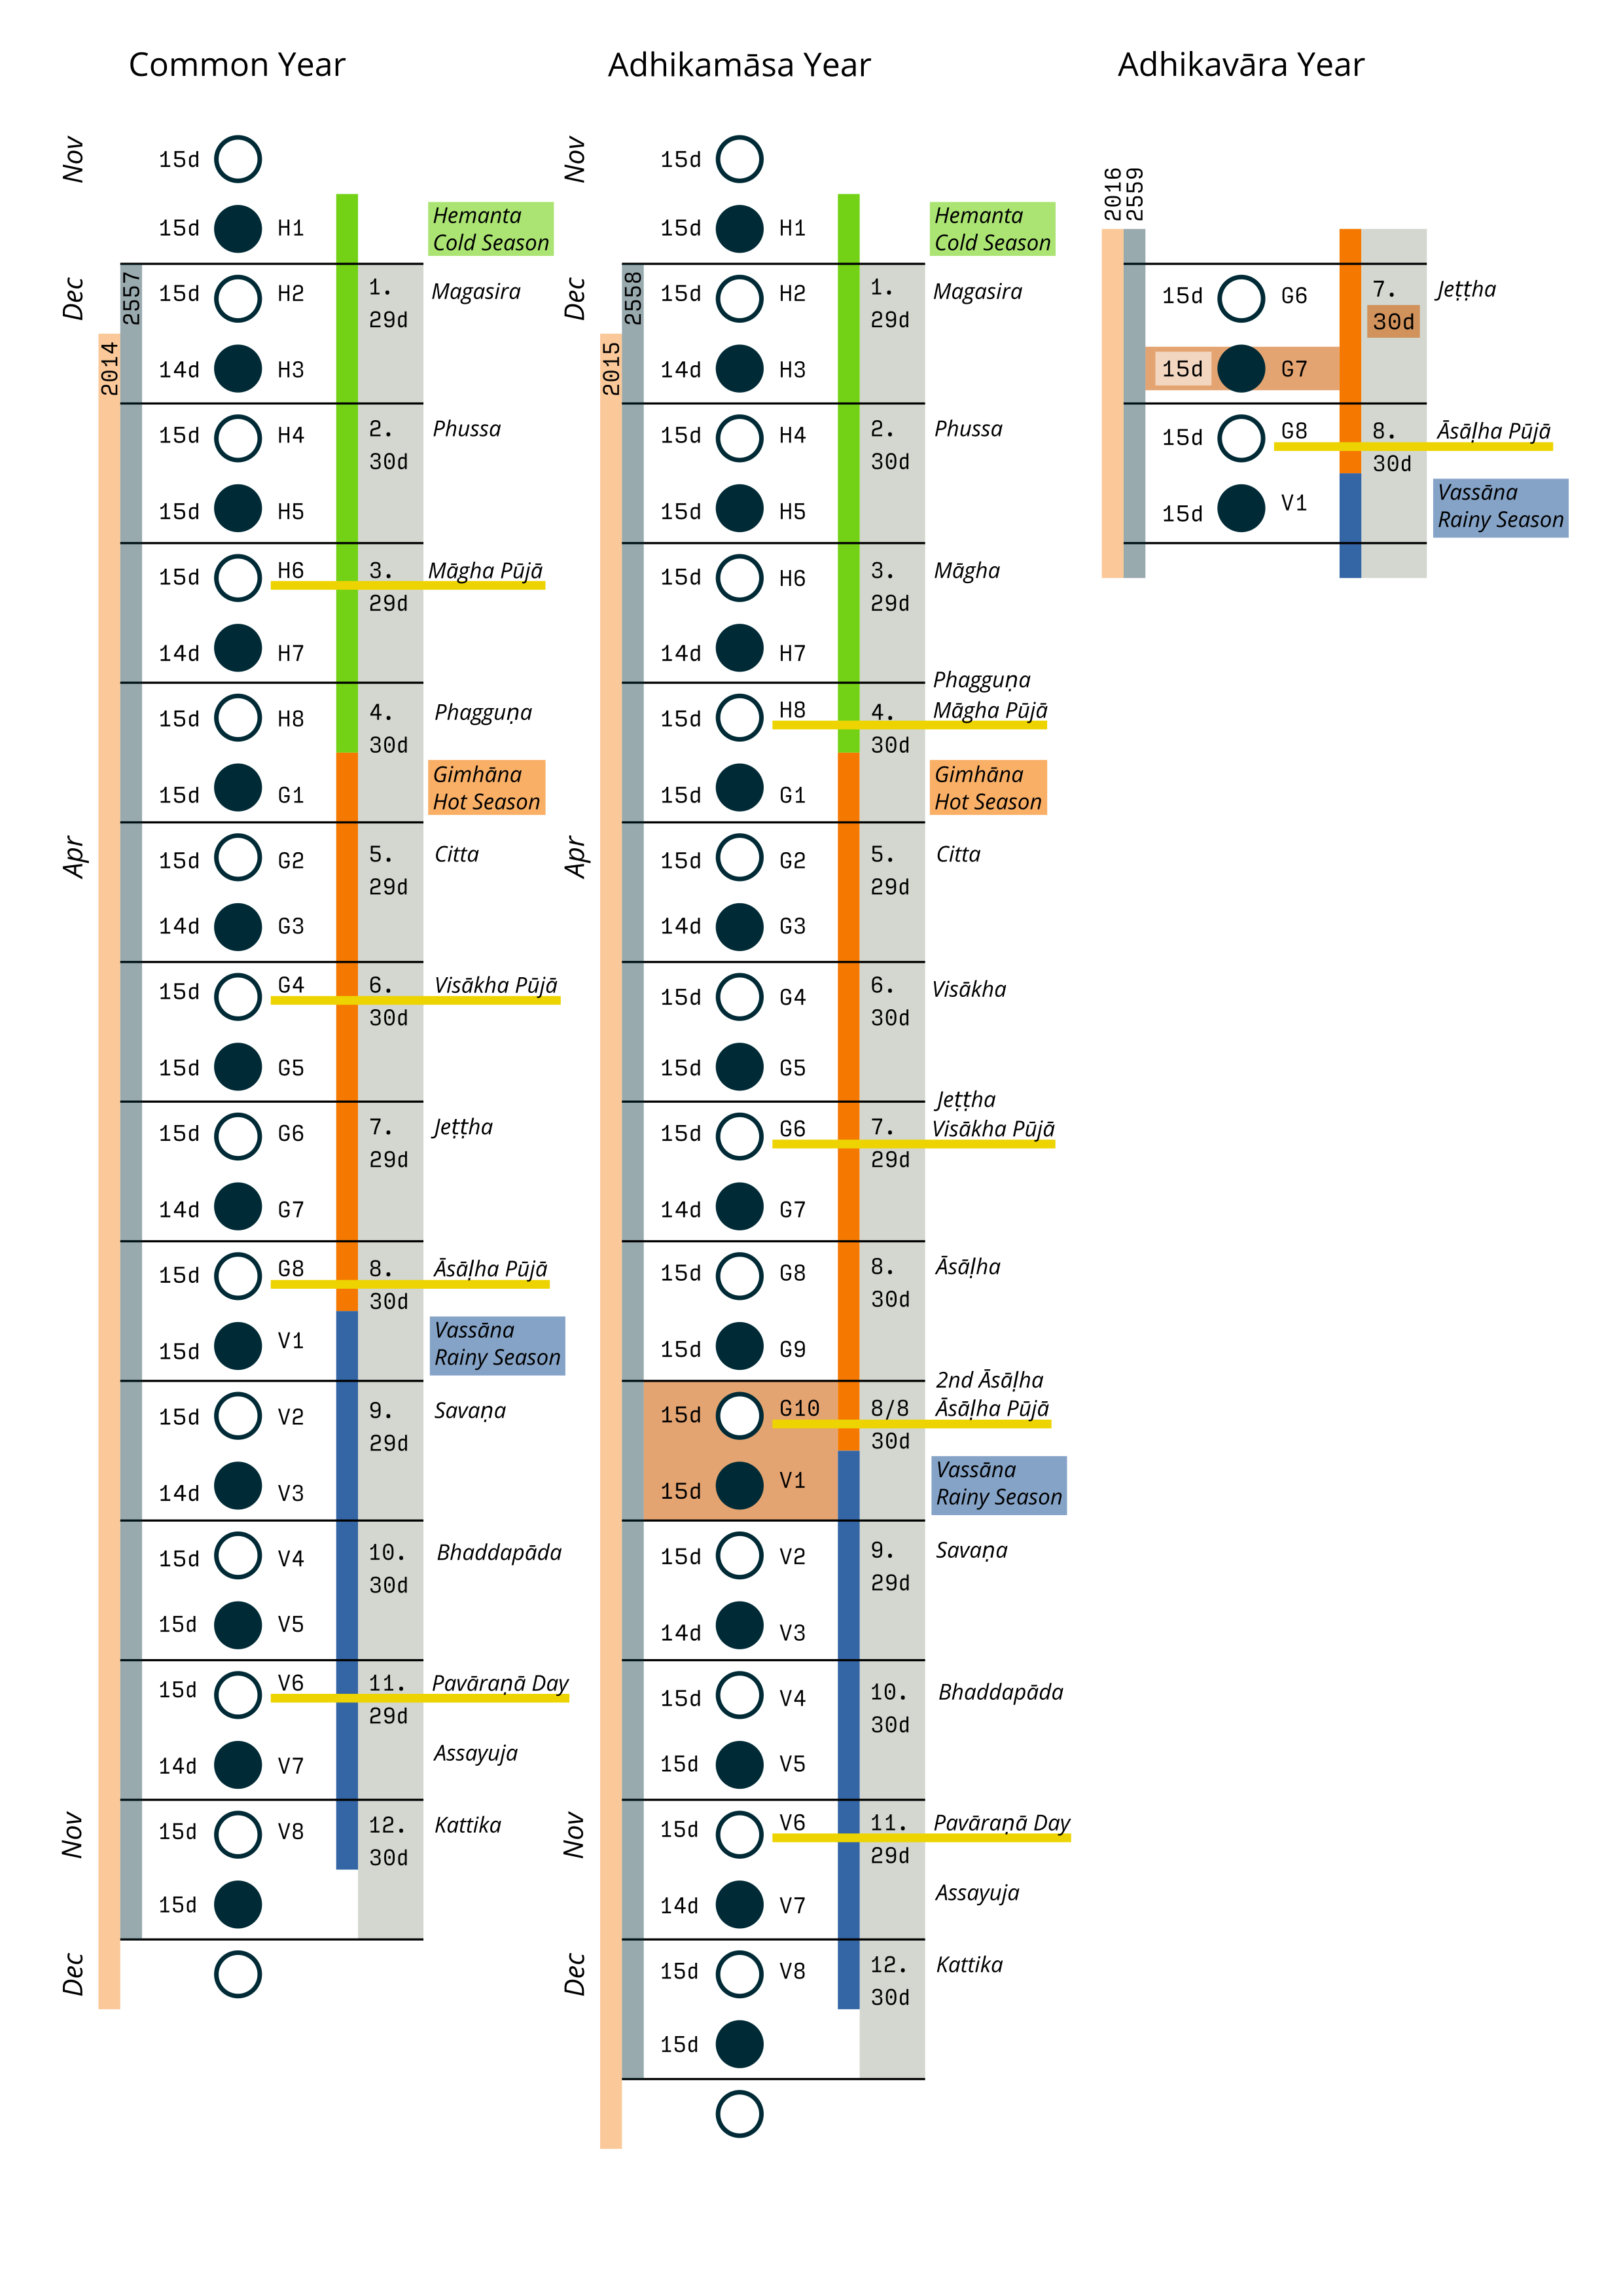 Common Year
Nov
15d
15d H1
Hemanta
Cold Season
Dec
2557
15d H2 1. Magasira
29d
2014
14d H3
15d H4 2. Phussa
30d
15d H5
15d H6 3. Māgha Pūjā
29d
14d H7
15d H8 4. Phagguṇa
30d
Gimhāna
Hot Season
15d G1
Apr
15d G2 5. Citta
29d
14d G3
15d G4 6. Visākha Pūjā
30d
15d G5
15d G6 7. Jeṭṭha
29d
14d G7
15d G8 8. Āsāḷha Pūjā
30d
15d V1
Vassāna
Rainy Season
15d V2 9. Savaṇa
29d
14d V3
15d V4 10. Bhaddapāda
30d
15d V5
15d V6 11. Pavāraṇā Day
29d
Assayuja
14d V7
Nov
15d V8 12. Kattika
30d
15d
Dec
Adhikamāsa Year
Nov
15d
15d H1
Hemanta
Cold Season
Dec
2558
15d H2 1. Magasira
29d
2015
14d H3
15d H4 2. Phussa
30d
15d H5
15d H6 3. Māgha
29d
14d H7
Phagguṇa
15d H8 4. Māgha Pūjā
30d
Gimhāna
Hot Season
15d G1
Apr
15d G2 5. Citta
29d
14d G3
15d G4 6. Visākha
30d
15d G5
Jeṭṭha
15d G6 7. Visākha Pūjā
29d
14d G7
15d G8 8. Āsāḷha
30d
15d G9
2nd Āsāḷha
15d G10 8/8 Āsāḷha Pūjā
30d
15d V1
Vassāna
Rainy Season
15d V2 9. Savaṇa
29d
14d V3
15d V4 10. Bhaddapāda
30d
15d V5
Nov
15d V6 11. Pavāraṇā Day
29d
Assayuja
14d V7
Dec
15d V8 12. Kattika
30d
15d
Adhikavāra Year
2016
2559
15d G6 7. Jeṭṭha
30d
15d G7
15d G8 8. Āsāḷha Pūjā
30d
15d V1
Vassāna
Rainy Season